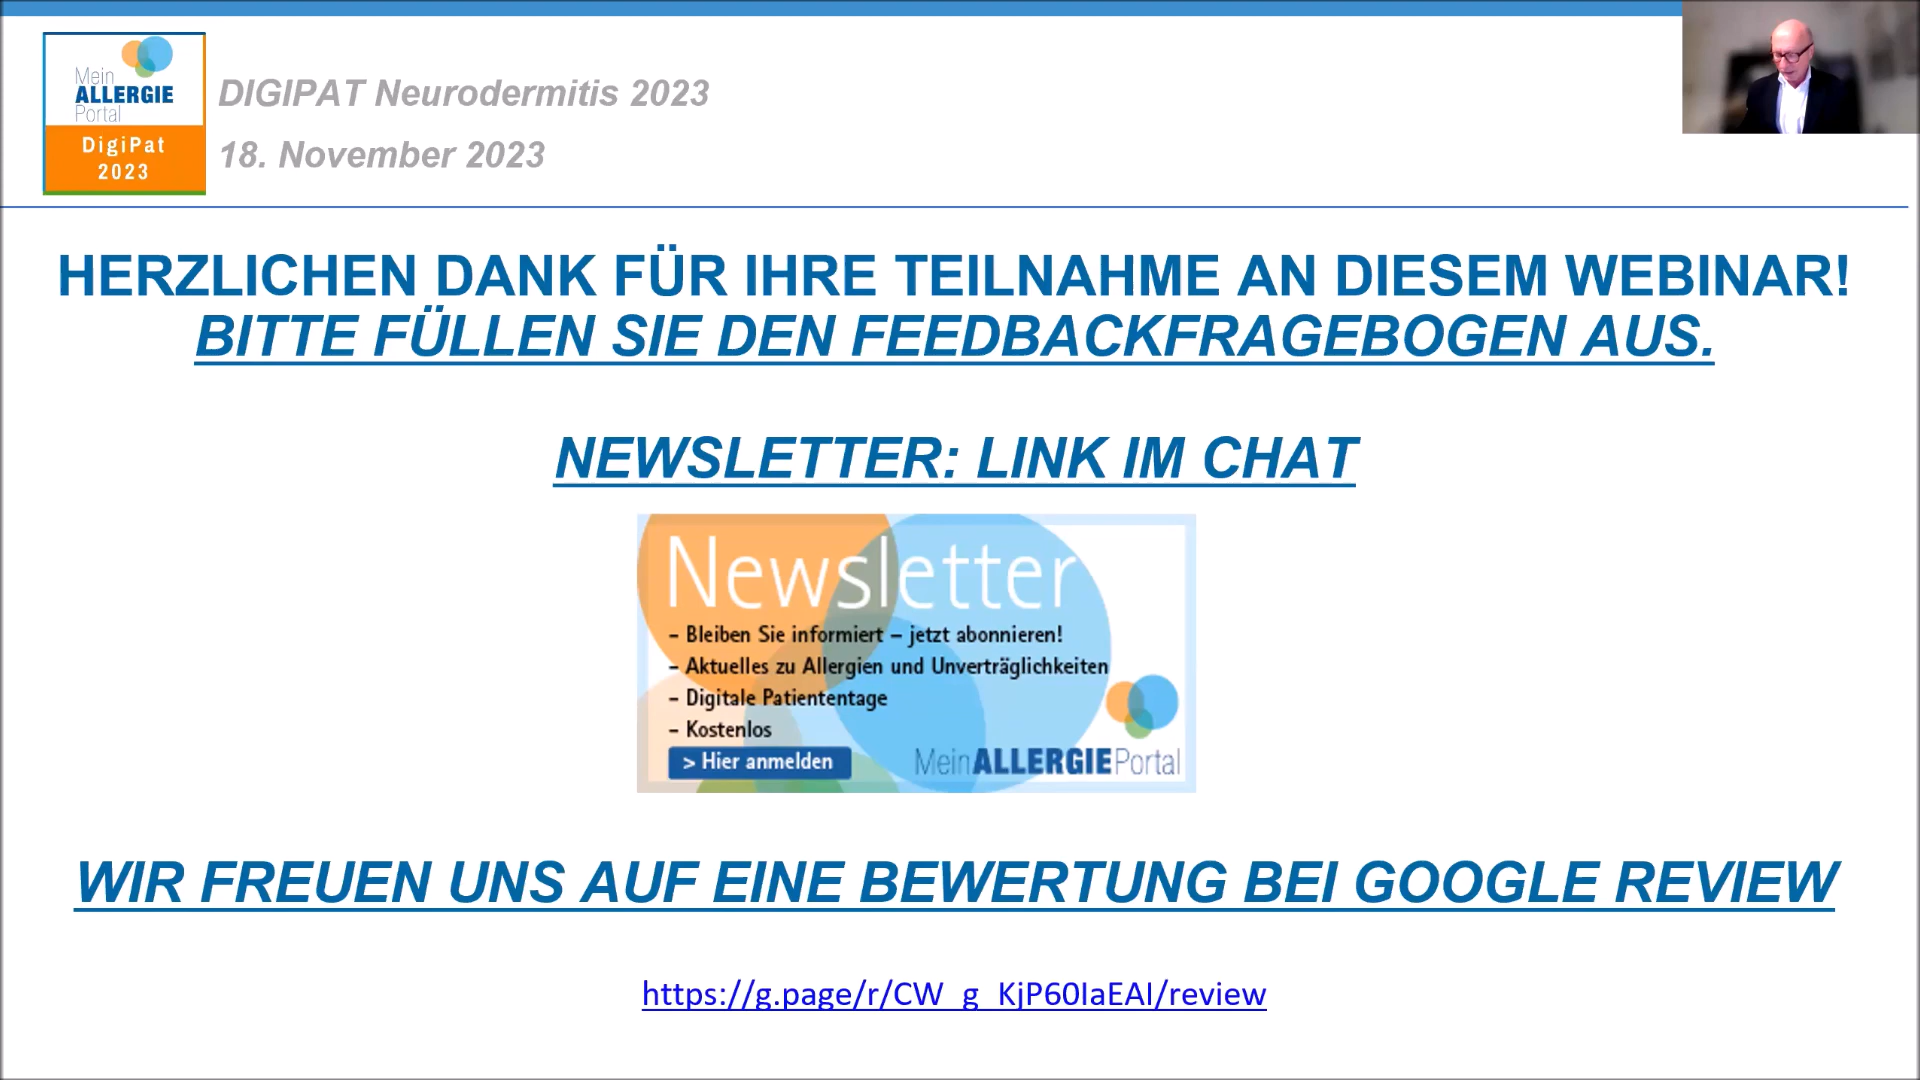 Mein
ALLERGIE
Portal
DigiPat
2023
DIGIPAT Neurodermitis 2023
18. November 2023
HERZLICHEN DANK FÜR IHRE TEILNAHME AN DIESEM WEBINAR!
BITTE FÜLLEN SIE DEN FEEDBACKFRAGEBOGEN AUS.
NEWSLETTER: LINK IM CHAT
Newsletter
– Bleiben Sie informiert – jetzt abonnieren!
– Aktuelles zu Allergien und Unverträglichkeiten
– Digitale Patiententage
– Kostenlos
> Hier anmelden
MeinALLERGIEPortal
WIR FREUEN UNS AUF EINE BEWERTUNG BEI GOOGLE REVIEW
https://g.page/r/CW_g_KjP60IaEAI/review